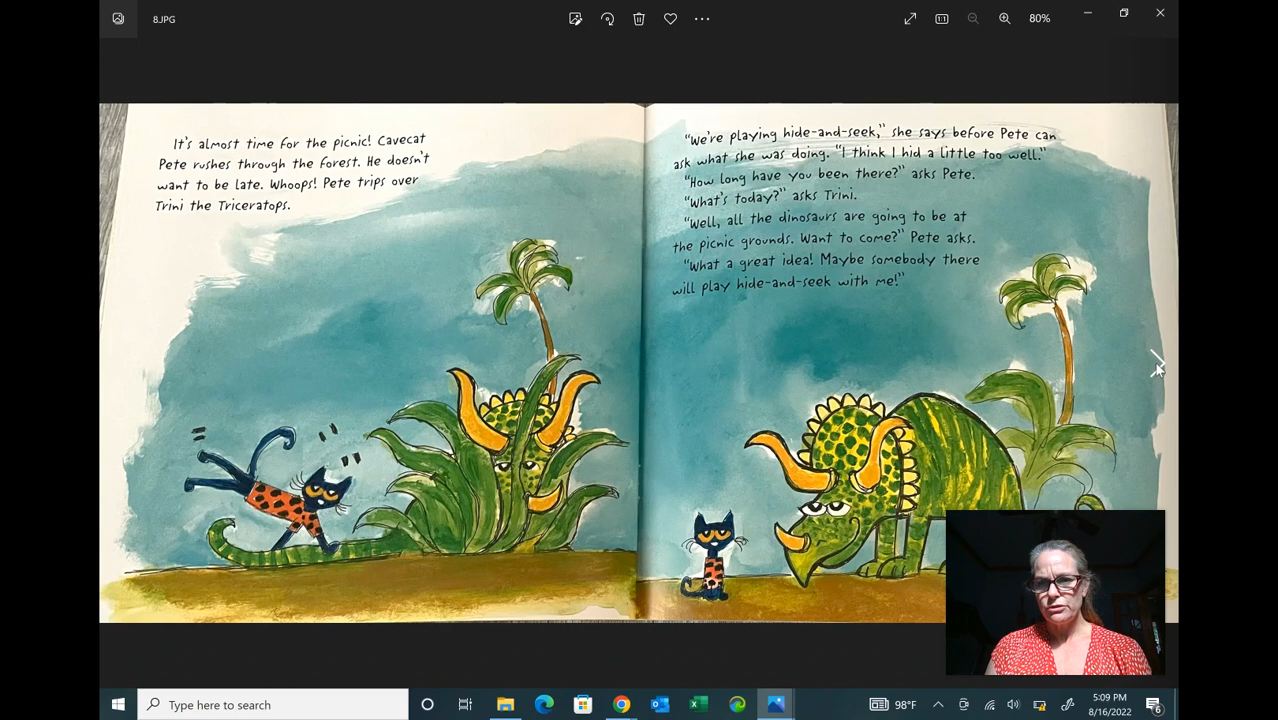 8.JPG
80%
It's almost time for the picnic! Cavecat
Pete rushes through the forest. He doesn't
want to be late. Whoops! Pete trips over
Trini the Triceratops.
"We're playing hide-and-seek," she says before Pete can
ask what she was doing. "I think I hid a little too well."
"How long have you been there?" asks Pete.
"What's today?" asks Trini.
"Well, all the dinosaurs are going to be at
the picnic grounds. Want to come?" Pete asks.
"What a great idea! Maybe somebody there
will play hide-and-seek with me!"
Type here to search
98°F
5:09 PM
8/16/2022
6